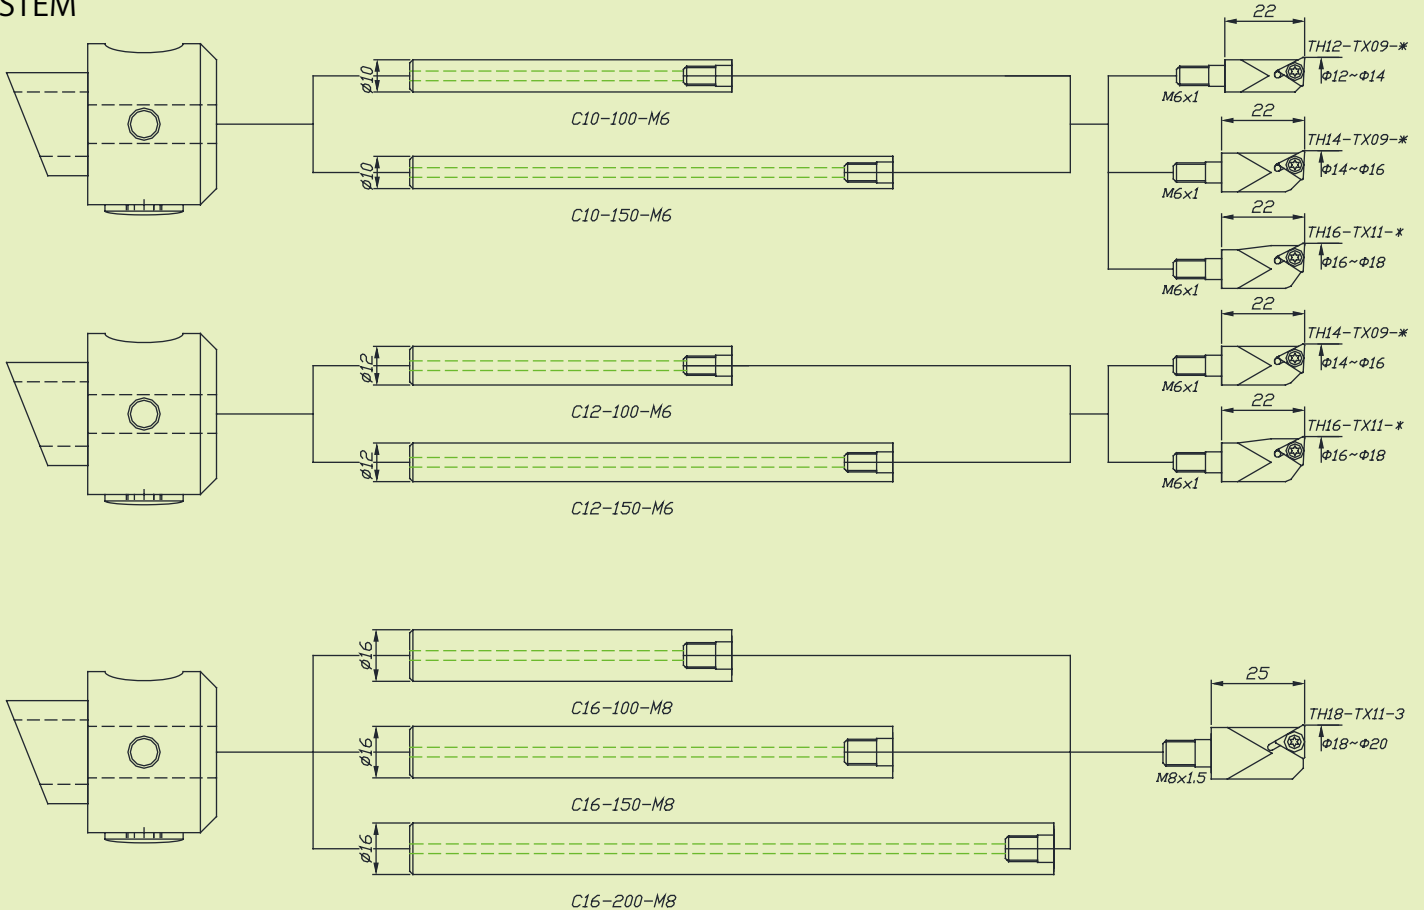 STEM
22
TH12-TX09-*
Φ12~Φ14
M6x1
ø10
C10-100-M6
22
TH14-TX09-*
Φ14~Φ16
M6x1
ø10
C10-150-M6
22
TH16-TX11-*
Φ16~Φ18
M6x1
22
TH14-TX09-*
Φ14~Φ16
M6x1
ø12
C12-100-M6
22
TH16-TX11-*
Φ16~Φ18
M6x1
ø12
C12-150-M6
ø16
C16-100-M8
25
TH18-TX11-3
Φ18~Φ20
M8x1.5
ø16
C16-150-M8
ø16
C16-200-M8